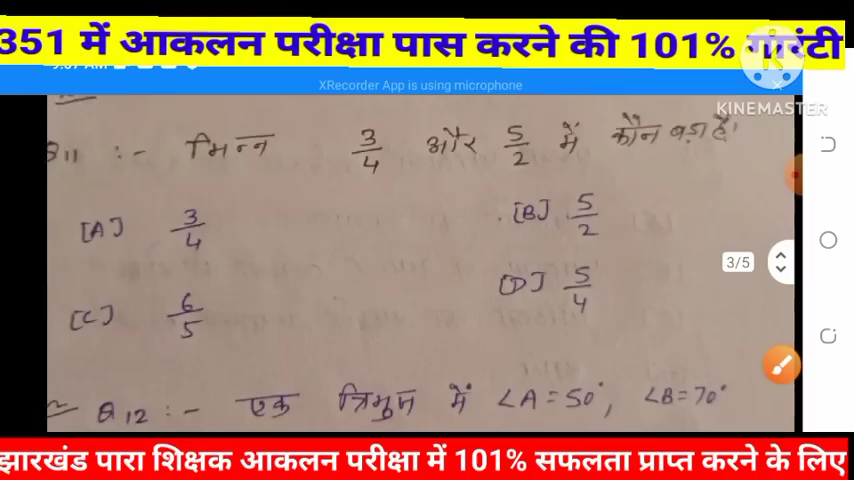 351 में आकलन परीक्षा पास करने की 101% गारंटी
XRecorder App is using microphone
KINEMASTER
11 :- भिन्न 3/4 और 5/2 में कौन बड़ा है।
[A] 3/4
[B] 5/2
[C] 6/5
[D] 5/4
3/5
Q12 :- एक त्रिभुज में ∠A = 50°, ∠B = 70°
झारखंड पारा शिक्षक आकलन परीक्षा में 101% सफलता प्राप्त करने के लिए